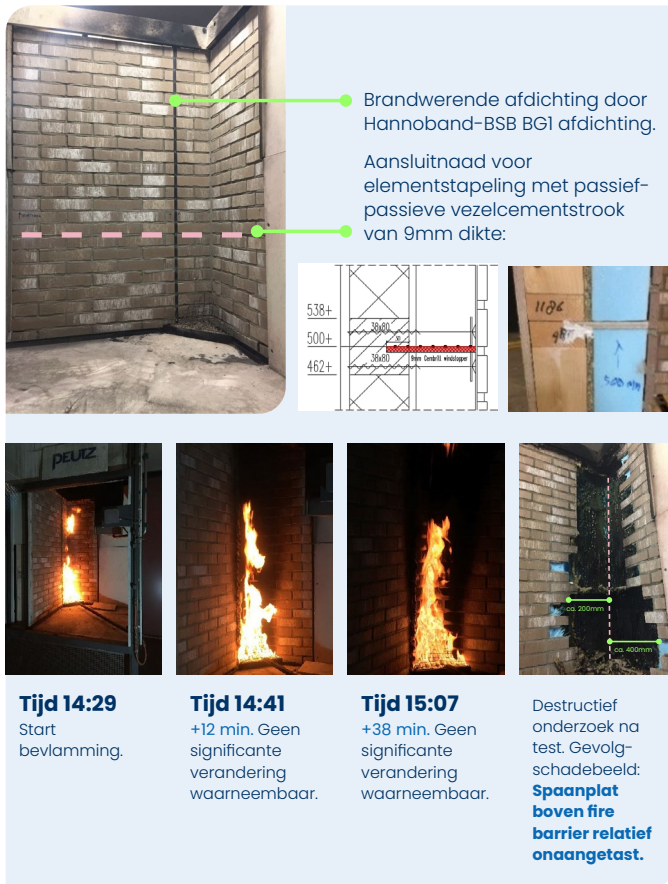 Brandwerende afdichting door
Hannoband-BSB BG1 afdichting.
Aansluitnaad voor
elementstapeling met passief-
passieve vezelcementstrook
van 9mm dikte:
538+
38x80
500+
38x80
9mm Cembrit windstopper
462+
1186
500 mm
PEUTZ
ca. 200mm
ca. 400mm
Tijd 14:29
Start
bevlamming.
Tijd 14:41
+12 min. Geen
significante
verandering
waarneembaar.
Tijd 15:07
+38 min. Geen
significante
verandering
waarneembaar.
Destructief
onderzoek na
test. Gevolg-
schadebeeld:
Spaanplat
boven fire
barrier relatief
onaangetast.